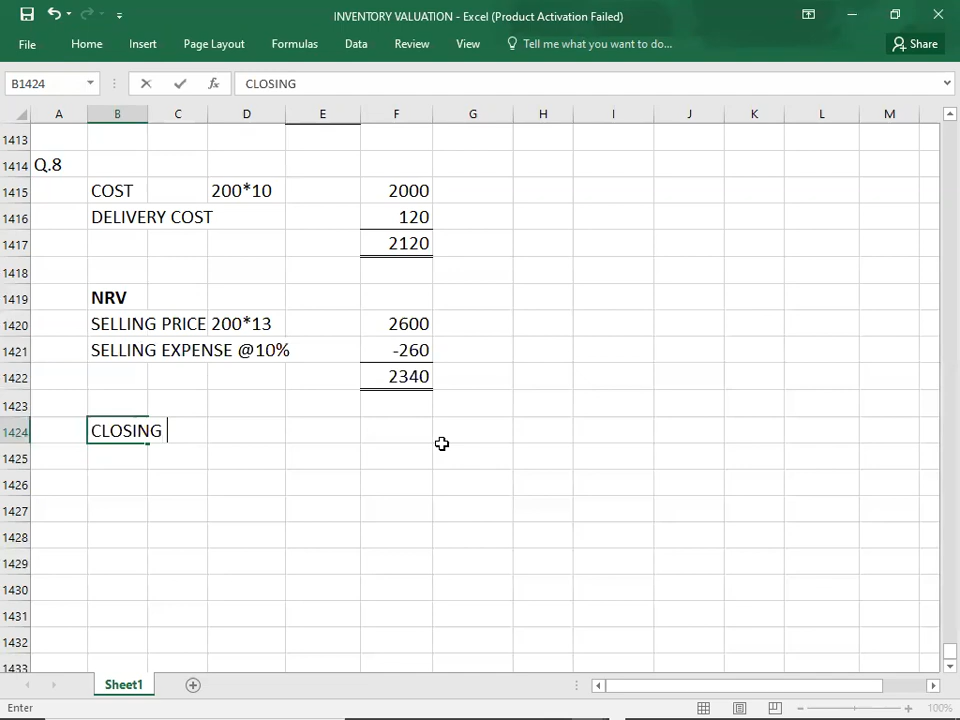 INVENTORY VALUATION - Excel (Product Activation Failed)
File Home Insert Page Layout Formulas Data Review View Tell me what you want to do... Share
B1424 fx CLOSING
A B C D E F G H I J K L M
1413
1414 Q.8
1415 COST 200*10 2000
1416 DELIVERY COST 120
1417 2120
1418
1419 NRV
1420 SELLING PRICE 200*13 2600
1421 SELLING EXPENSE @10% -260
1422 2340
1423
1424 CLOSING
1425
1426
1427
1428
1429
1430
1431
1432
1433
Sheet1
Enter 100%